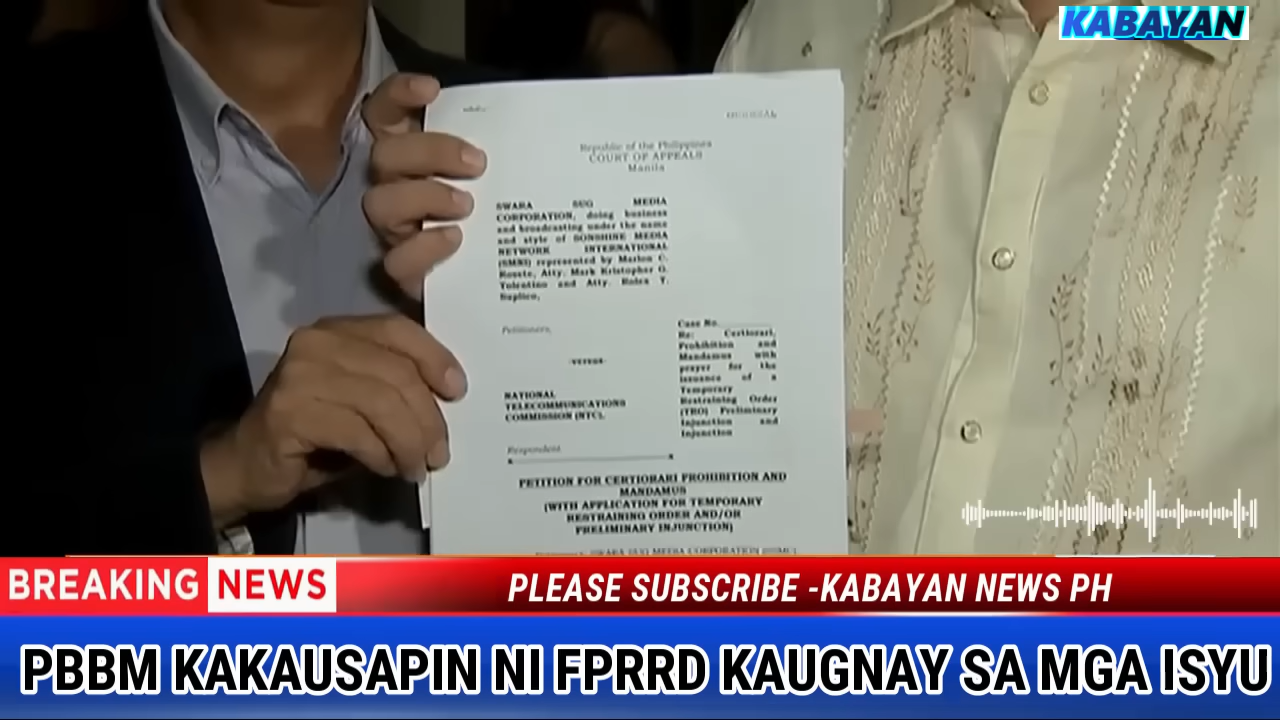 KABAYAN
Republic of the Philippines
COURT OF APPEALS
Manila
SWARA SUG MEDIA
CORPORATION, doing business
and broadcasting under the name
and style of SONSHINE MEDIA
NETWORK INTERNATIONAL
(SMNI) represented by Marlon C.
Rosete, Atty. Mark Kristopher G.
Tolentino and Atty. Rolex T.
Suplico,
Petitioners,
-versus-
Case No.
Re: Certiorari,
Prohibition and
Mandamus with
prayer for the
issuance of a
Temporary
Restraining Order
(TRO) Preliminary
Injunction and
Injunction
NATIONAL
TELECOMMUNICATIONS
COMMISSION (NTC),
Respondent.
PETITION FOR CERTIORARI PROHIBITION AND
MANDAMUS
(WITH APPLICATION FOR TEMPORARY
RESTRAINING ORDER AND/OR
PRELIMINARY INJUNCTION)
SWARA SUG MEDIA CORPORATION
BREAKING NEWS
PLEASE SUBSCRIBE -KABAYAN NEWS PH
PBBM KAKAUSAPIN NI FPRRD KAUGNAY SA MGA ISYU